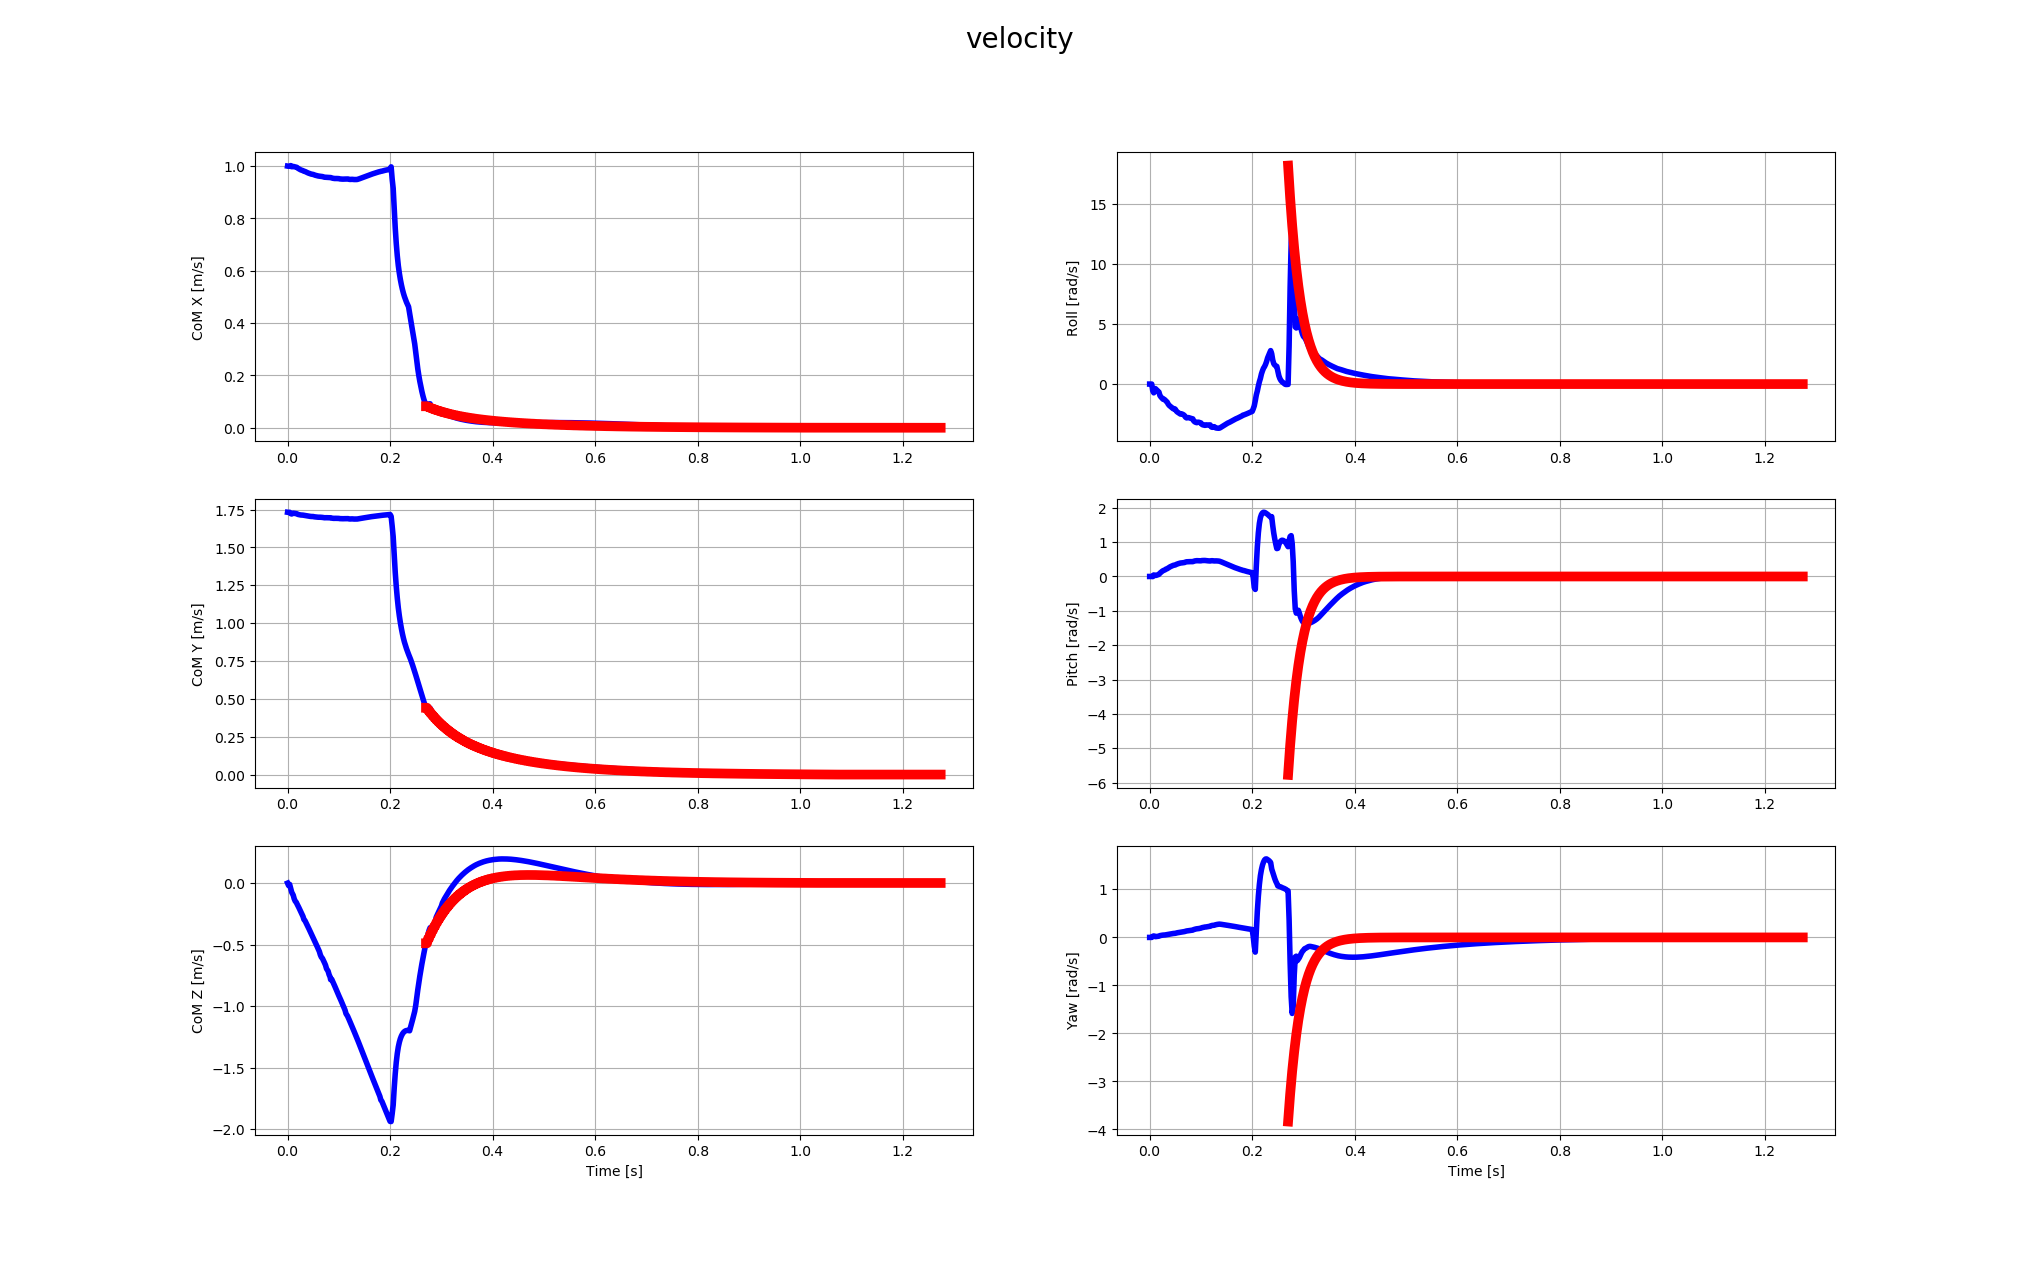 velocity
CoM X [m/s]
1.0
0.8
0.6
0.4
0.2
0.0
0.0 0.2 0.4 0.6 0.8 1.0 1.2
Roll [rad/s]
15
10
5
0
0.0 0.2 0.4 0.6 0.8 1.0 1.2
CoM Y [m/s]
1.75
1.50
1.25
1.00
0.75
0.50
0.25
0.00
0.0 0.2 0.4 0.6 0.8 1.0 1.2
Pitch [rad/s]
2
1
0
−1
−2
−3
−4
−5
−6
0.0 0.2 0.4 0.6 0.8 1.0 1.2
CoM Z [m/s]
0.0
−0.5
−1.0
−1.5
−2.0
0.0 0.2 0.4 0.6 0.8 1.0 1.2
Time [s]
Yaw [rad/s]
1
0
−1
−2
−3
−4
0.0 0.2 0.4 0.6 0.8 1.0 1.2
Time [s]